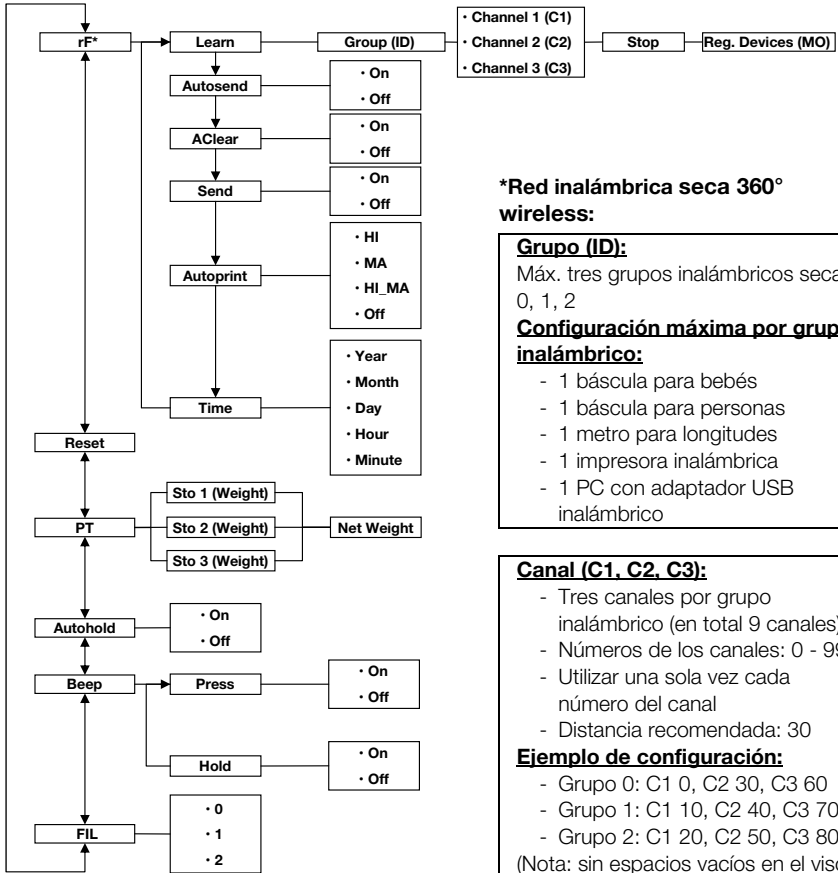 rF*
Learn
Group (ID)
· Channel 1 (C1)
· Channel 2 (C2)
· Channel 3 (C3)
Stop
Reg. Devices (MO)
Autosend
· On
· Off
AClear
· On
· Off
Send
· On
· Off
Autoprint
· HI
· MA
· HI_MA
· Off
Time
· Year
· Month
· Day
· Hour
· Minute
Reset
PT
Sto 1 (Weight)
Sto 2 (Weight)
Sto 3 (Weight)
Net Weight
Autohold
· On
· Off
Beep
Press
· On
· Off
Hold
· On
· Off
FIL
· 0
· 1
· 2
*Red inalámbrica seca 360°
wireless:
Grupo (ID):
Máx. tres grupos inalámbricos seca
0, 1, 2
Configuración máxima por grup
inalámbrico:
- 1 báscula para bebés
- 1 báscula para personas
- 1 metro para longitudes
- 1 impresora inalámbrica
- 1 PC con adaptador USB
inalámbrico
Canal (C1, C2, C3):
- Tres canales por grupo
inalámbrico (en total 9 canales)
- Números de los canales: 0 - 99
- Utilizar una sola vez cada
número del canal
- Distancia recomendada: 30
Ejemplo de configuración:
- Grupo 0: C1 0, C2 30, C3 60
- Grupo 1: C1 10, C2 40, C3 70
- Grupo 2: C1 20, C2 50, C3 80
(Nota: sin espacios vacíos en el